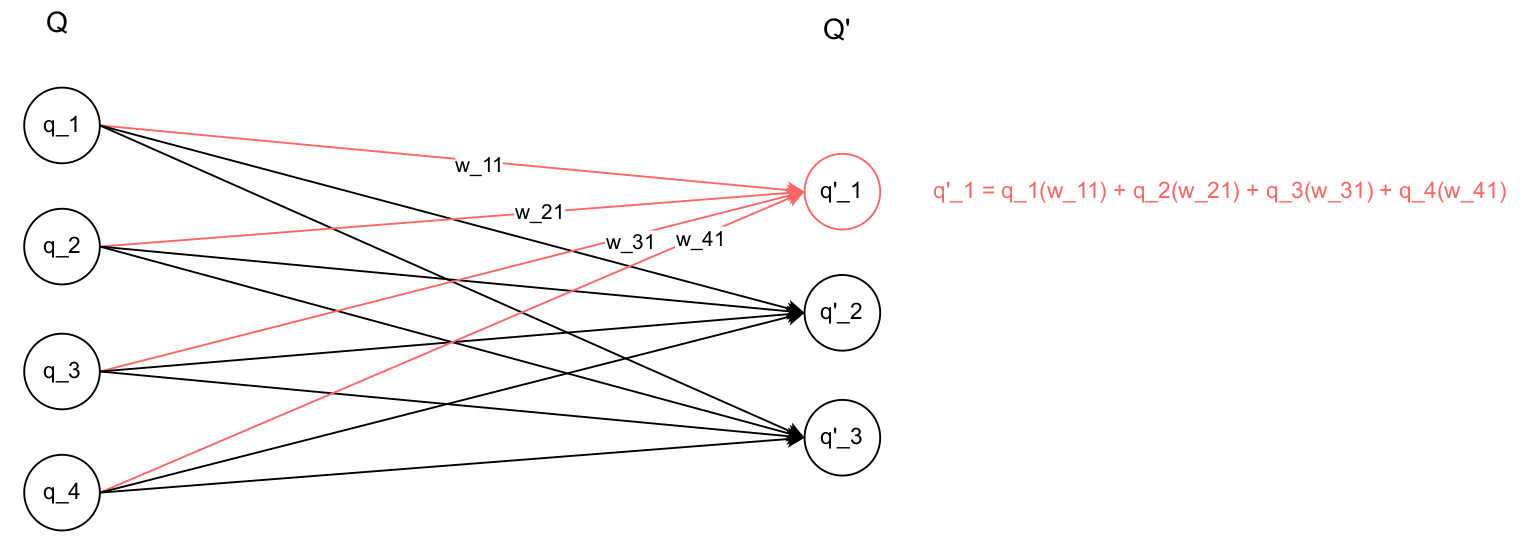 Q
Q'
q_1
q_2
q_3
q_4
w_11
w_21
w_31
w_41
q'_1
q'_2
q'_3
q'_1 = q_1(w_11) + q_2(w_21) + q_3(w_31) + q_4(w_41)